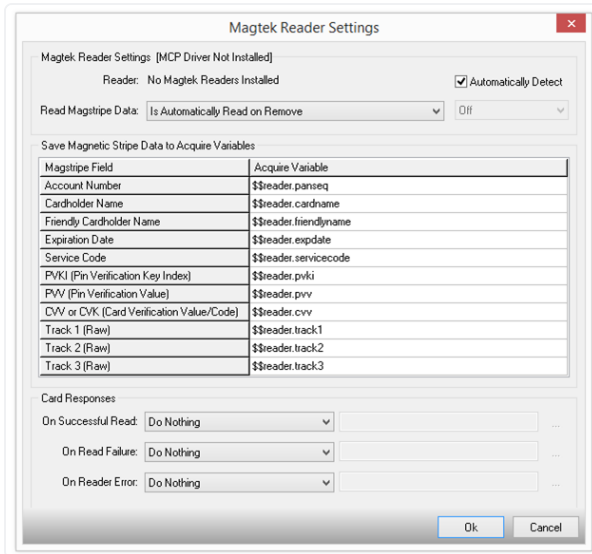 Magtek Reader Settings
x
Magtek Reader Settings [MCP Driver Not Installed]
Reader: No Magtek Readers Installed Automatically Detect
Read Magstripe Data: Is Automatically Read on Remove Off
Save Magnetic Stripe Data to Acquire Variables
Magstripe Field Acquire Variable
Account Number $$reader.panseq
Cardholder Name $$reader.cardname
Friendly Cardholder Name $$reader.friendlyname
Expiration Date $$reader.expdate
Service Code $$reader.servicecode
PVKI (Pin Verification Key Index) $$reader.pvki
PVV (Pin Verification Value) $$reader.pvv
CVV or CVK (Card Verification Value/Code) $$reader.cvv
Track 1 (Raw) $$reader.track1
Track 2 (Raw) $$reader.track2
Track 3 (Raw) $$reader.track3
Card Responses
On Successful Read: Do Nothing ...
On Read Failure: Do Nothing ...
On Reader Error: Do Nothing ...
Ok Cancel